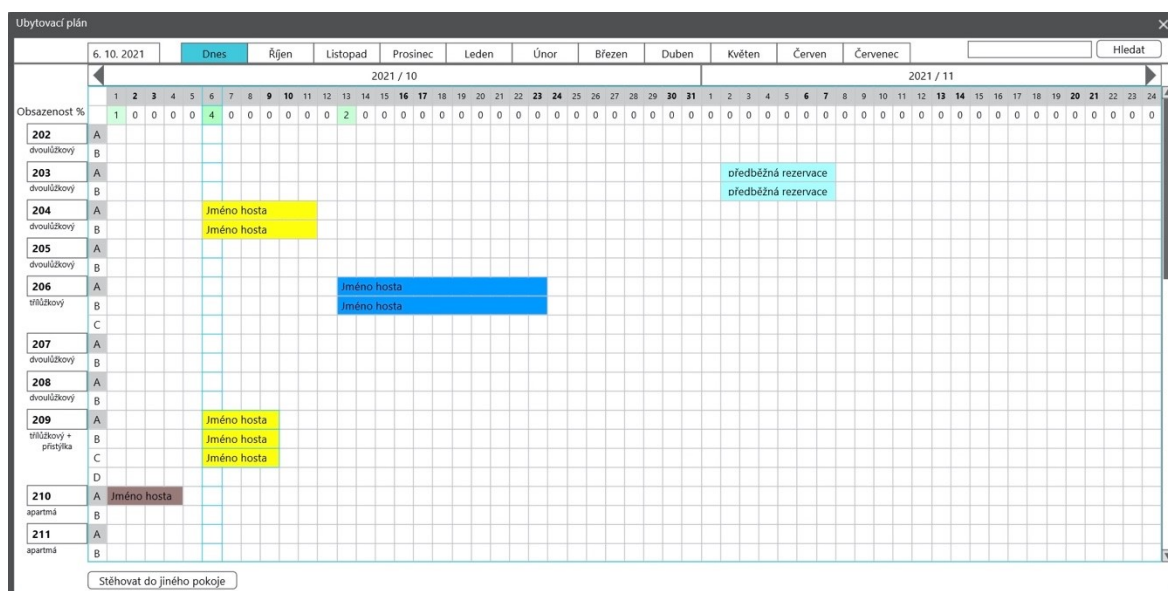 Ubytovací plán
6. 10. 2021 Dnes Říjen Listopad Prosinec Leden Únor Březen Duben Květen Červen Červenec Hledat
2021 / 10 2021 / 11
1 2 3 4 5 6 7 8 9 10 11 12 13 14 15 16 17 18 19 20 21 22 23 24 25 26 27 28 29 30 31 1 2 3 4 5 6 7 8 9 10 11 12 13 14 15 16 17 18 19 20 21 22 23 24
Obsazenost % 1 0 0 0 0 4 0 0 0 0 0 0 2 0 0 0 0 0 0 0 0 0 0 0 0 0 0 0 0 0 0 0 0 0 0 0 0 0 0 0 0 0 0 0 0 0 0 0 0 0 0 0 0 0 0
202 A
dvoulůžkový B
203 A předběžná rezervace
dvoulůžkový B předběžná rezervace
204 A Jméno hosta
dvoulůžkový B Jméno hosta
205 A
dvoulůžkový B
206 A Jméno hosta
třílůžkový B Jméno hosta
C
207 A
dvoulůžkový B
208 A
dvoulůžkový B
209 A Jméno hosta
třílůžkový + B Jméno hosta
přistýlka
C Jméno hosta
D
210 A Jméno hosta
apartmá B
211 A
apartmá B
Stěhovat do jiného pokoje